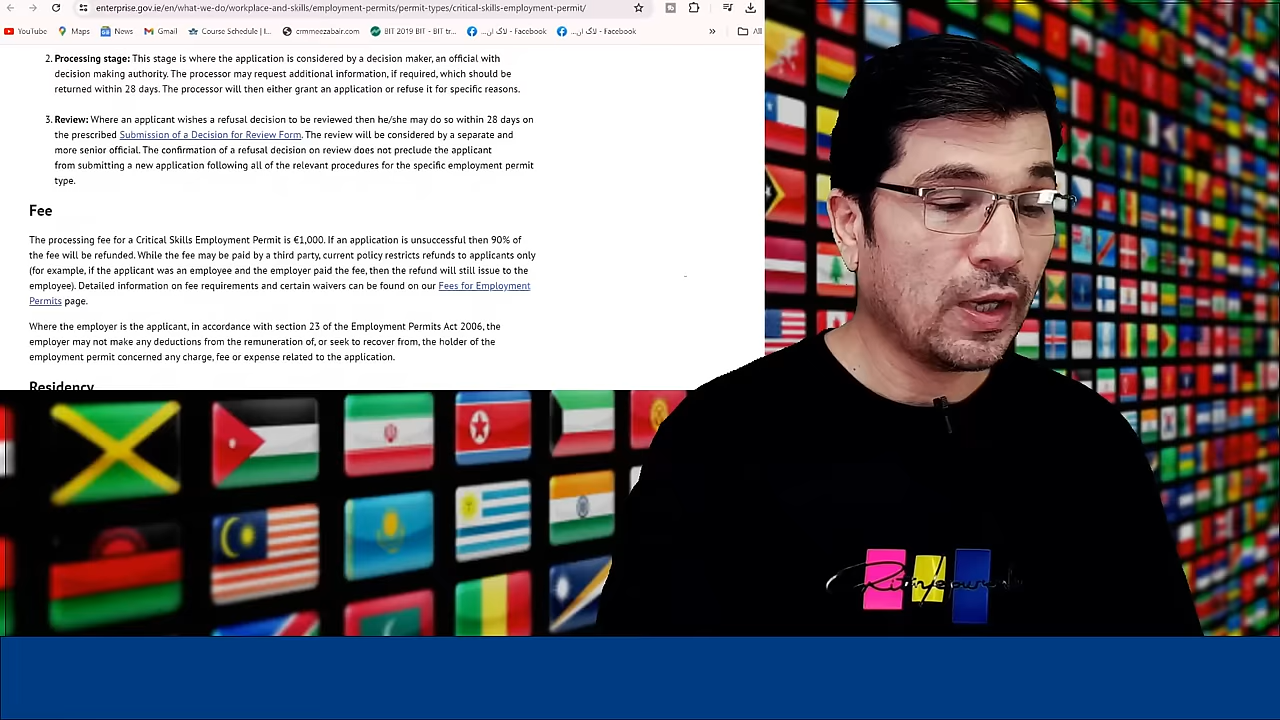 enterprise.gov.ie/en/what-we-do/workplace-and-skills/employment-permits/permit-types/critical-skills-employment-permit/
YouTube Maps News Gmail Course Schedule | I... crmmeezabair.com BIT 2019 BIT - BIT tr... لاگ ان... - Facebook لاگ ان... - Facebook » All
2. Processing stage: This stage is where the application is considered by a decision maker, an official with
decision making authority. The processor may request additional information, if required, which should be
returned within 28 days. The processor will then either grant an application or refuse it for specific reasons.
3. Review: Where an applicant wishes a refusal decision to be reviewed then he/she may do so within 28 days on
the prescribed Submission of a Decision for Review Form. The review will be considered by a separate and
more senior official. The confirmation of a refusal decision on review does not preclude the applicant
from submitting a new application following all of the relevant procedures for the specific employment permit
type.
Fee
The processing fee for a Critical Skills Employment Permit is €1,000. If an application is unsuccessful then 90% of
the fee will be refunded. While the fee may be paid by a third party, current policy restricts refunds to applicants only
(for example, if the applicant was an employee and the employer paid the fee, then the refund will still issue to the
employee). Detailed information on fee requirements and certain waivers can be found on our Fees for Employment
Permits page.
Where the employer is the applicant, in accordance with section 23 of the Employment Permits Act 2006, the
employer may not make any deductions from the remuneration of, or seek to recover from, the holder of the
employment permit concerned any charge, fee or expense related to the application.
Residency